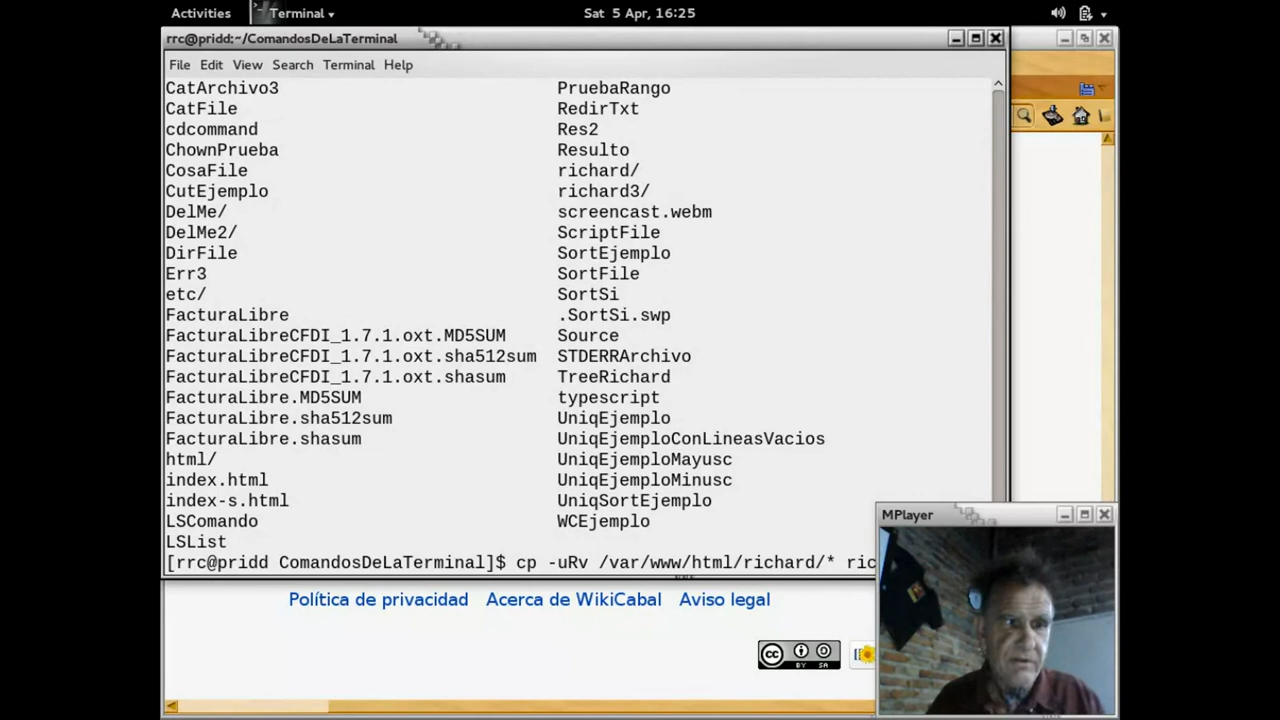 Activities Terminal Sat 5 Apr, 16:25
rrc@pridd:~/ComandosDeLaTerminal
File Edit View Search Terminal Help
CatArchivo3 PruebaRango
CatFile RedirTxt
cdcommand Res2
ChownPrueba Resulto
CosaFile richard/
CutEjemplo richard3/
DelMe/ screencast.webm
DelMe2/ ScriptFile
DirFile SortEjemplo
Err3 SortFile
etc/ SortSi
FacturaLibre .SortSi.swp
FacturaLibreCFDI_1.7.1.oxt.MD5SUM Source
FacturaLibreCFDI_1.7.1.oxt.sha512sum STDERRArchivo
FacturaLibreCFDI_1.7.1.oxt.shasum TreeRichard
FacturaLibre.MD5SUM typescript
FacturaLibre.sha512sum UniqEjemplo
FacturaLibre.shasum UniqEjemploConLineasVacios
html/ UniqEjemploMayusc
index.html UniqEjemploMinusc
index-s.html UniqSortEjemplo
LSComando WCEjemplo
LSList
[rrc@pridd ComandosDeLaTerminal]$ cp -uRv /var/www/html/richard/* ric
MPlayer
Política de privacidad Acerca de WikiCabal Aviso legal
cc BY SA